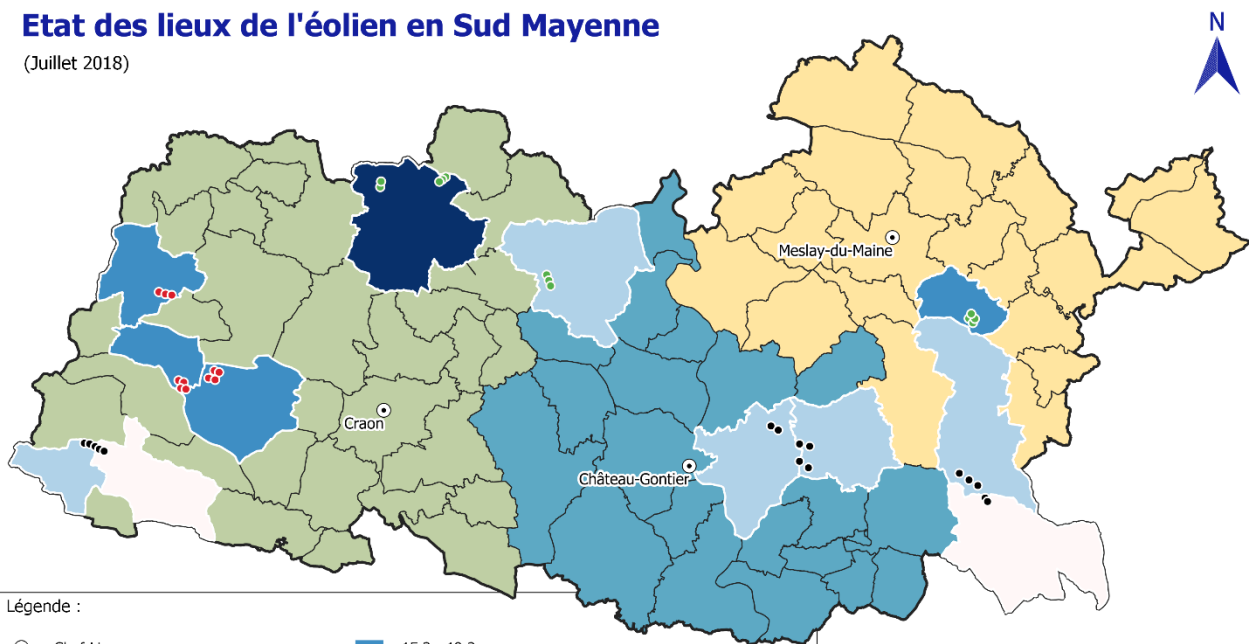 Etat des lieux de l'éolien en Sud Mayenne
(Juillet 2018)
N
Meslay-du-Maine
Craon
Château-Gontier
Légende :